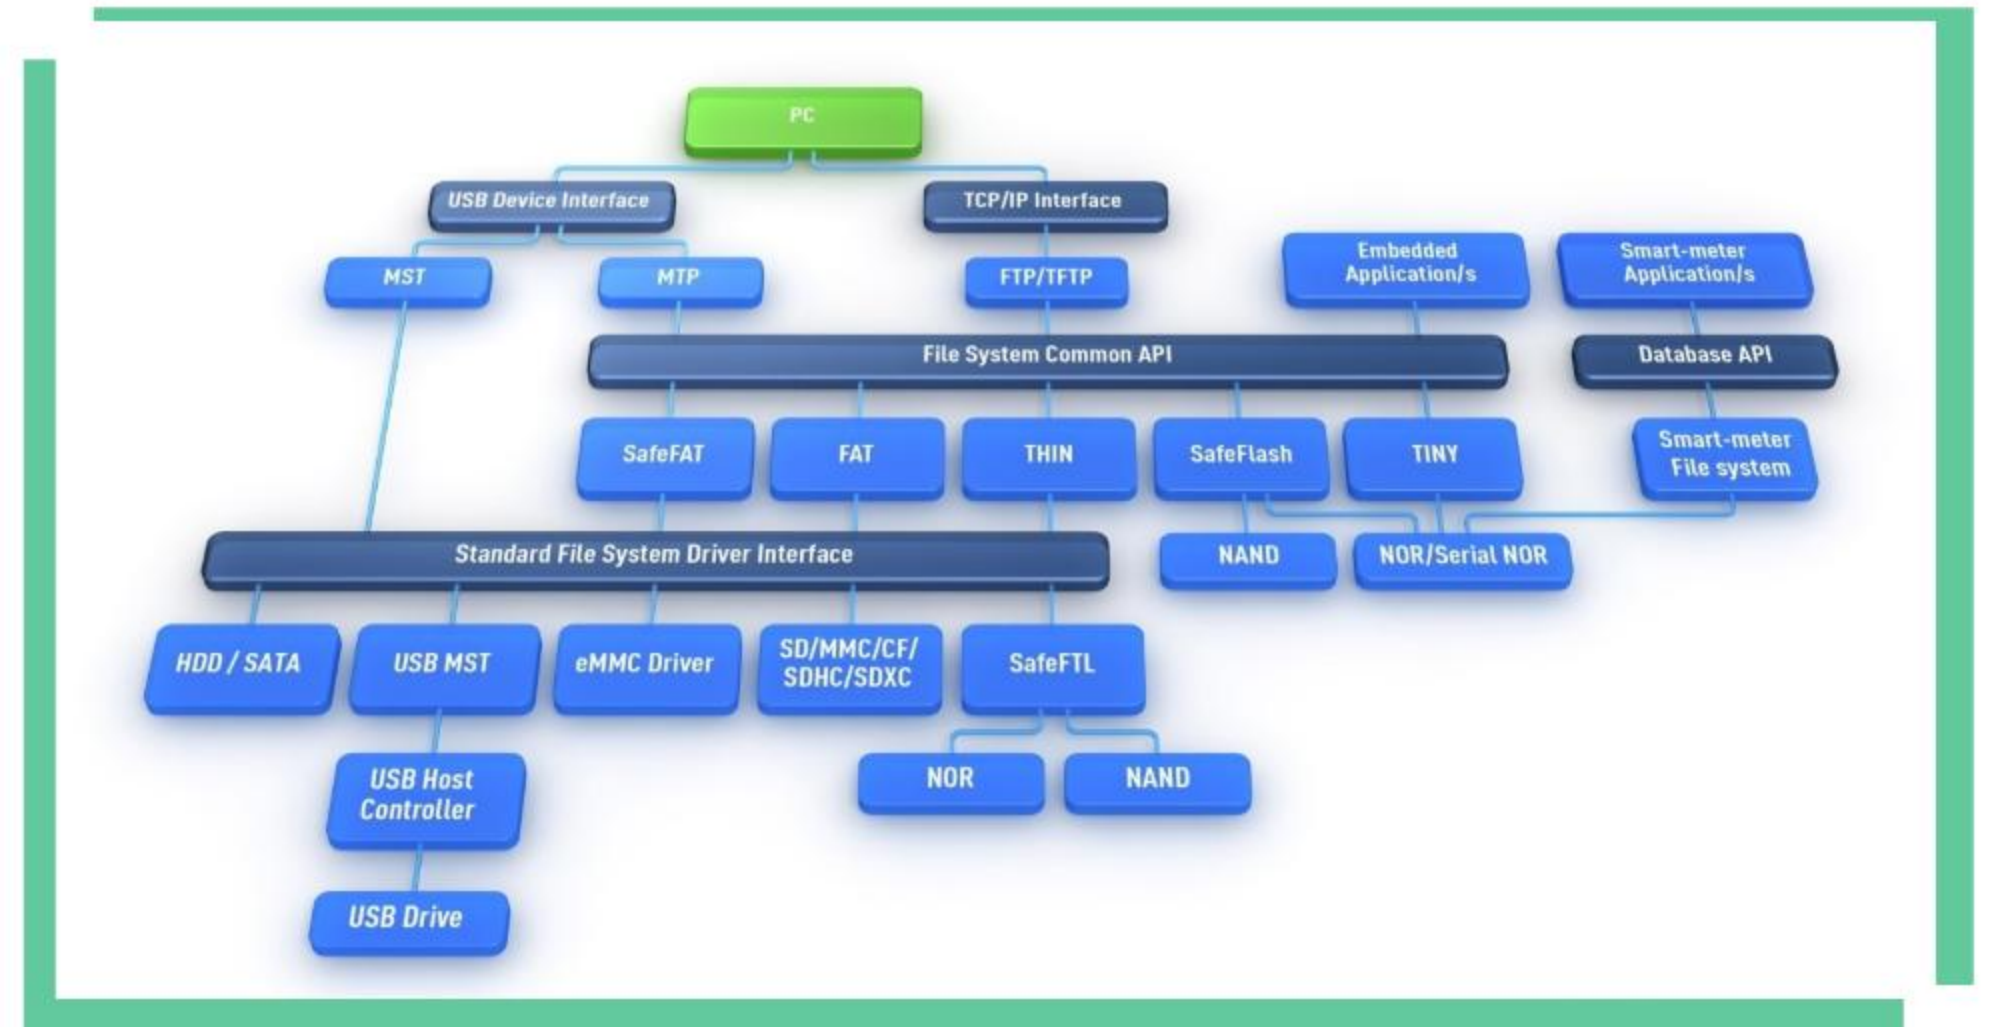 PC
USB Device Interface
TCP/IP Interface
MST
MTP
FTP/TFTP
Embedded
Application/s
Smart-meter
Application/s
File System Common API
Database API
SafeFAT
FAT
THIN
SafeFlash
TINY
Smart-meter
File system
Standard File System Driver Interface
NAND
NOR/Serial NOR
HDD / SATA
USB MST
eMMC Driver
SD/MMC/CF/
SDHC/SDXC
SafeFTL
USB Host
Controller
NOR
NAND
USB Drive